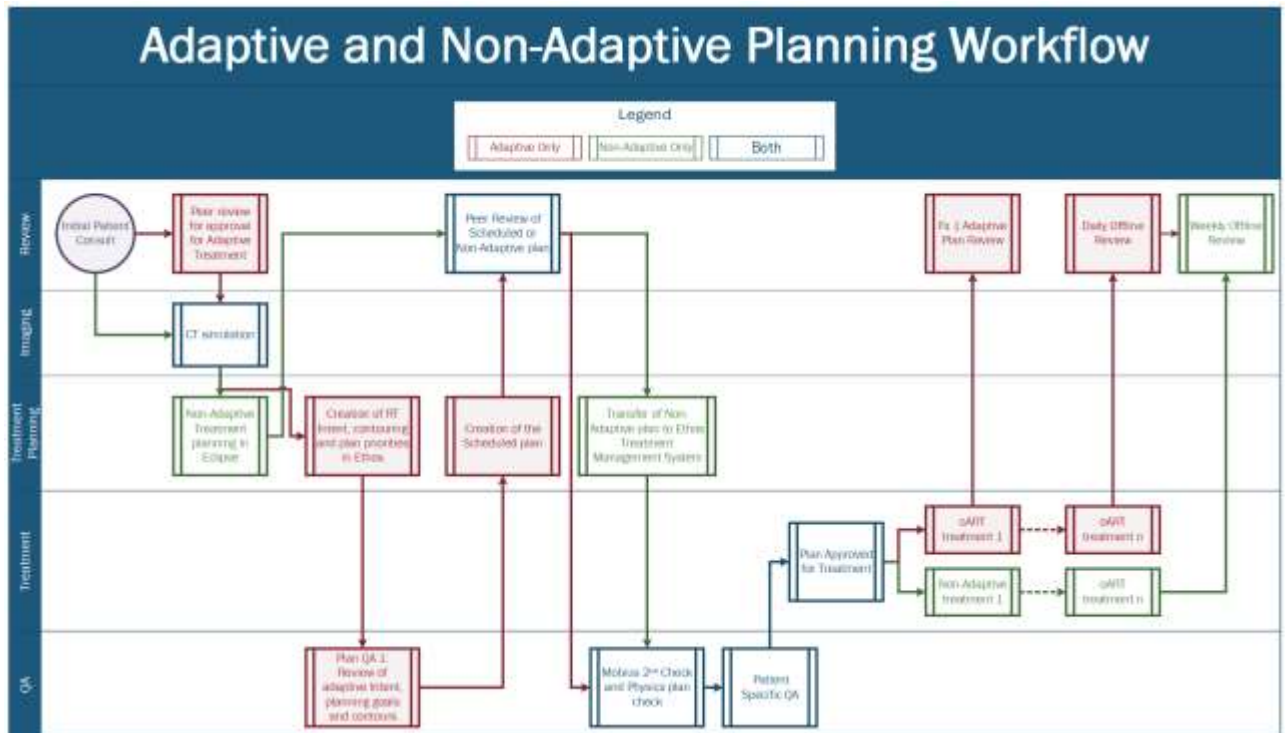 Adaptive and Non-Adaptive Planning Workflow
Legend
Adaptive Only
Non-Adaptive Only
Both
Review
Initial Patient
Consult
Peer review
for approval
for Adaptive
Treatment
Peer Review of
Scheduled or
Non-Adaptive plan
Fx 1 Adaptive
Plan Review
Daily Offline
Review
Weekly Offline
Review
Imaging
CT simulation
Treatment
Planning
Non-Adaptive
Treatment
planning in
Eclipse
Creation of RT
Intent, contouring
and plan priorities
in Ethos
Creation of the
Scheduled plan
Transfer of Non
Adaptive plan to Ethos
Treatment
Management System
Treatment
Plan Approved
for Treatment
oART
treatment 1
oART
treatment n
Non-Adaptive
treatment 1
oART
treatment n
QA
Plan QA 1:
Review of
adaptive intent,
planning goals
and contours
Mobius 2nd Check
and Physics plan
check
Patient
Specific QA